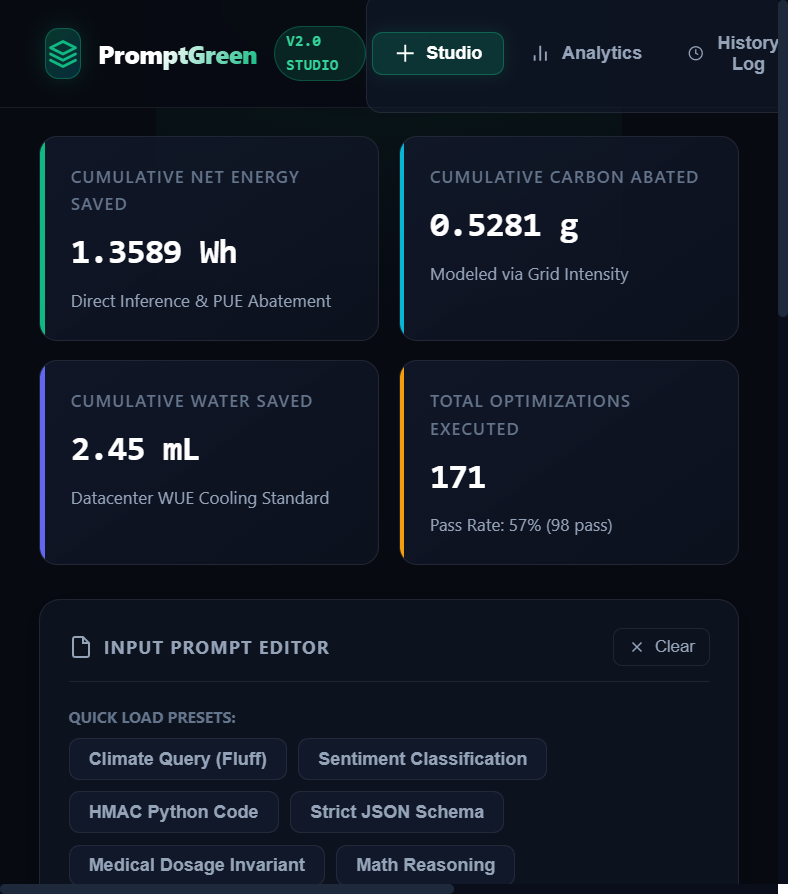 PromptGreen
V2.0
STUDIO
Studio
Analytics
History
Log
CUMULATIVE NET ENERGY
SAVED
1.3589 Wh
Direct Inference & PUE Abatement
CUMULATIVE CARBON ABATED
0.5281 g
Modeled via Grid Intensity
CUMULATIVE WATER SAVED
2.45 mL
Datacenter WUE Cooling Standard
TOTAL OPTIMIZATIONS
EXECUTED
171
Pass Rate: 57% (98 pass)
INPUT PROMPT EDITOR
Clear
QUICK LOAD PRESETS:
Climate Query (Fluff)
Sentiment Classification
HMAC Python Code
Strict JSON Schema
Medical Dosage Invariant
Math Reasoning